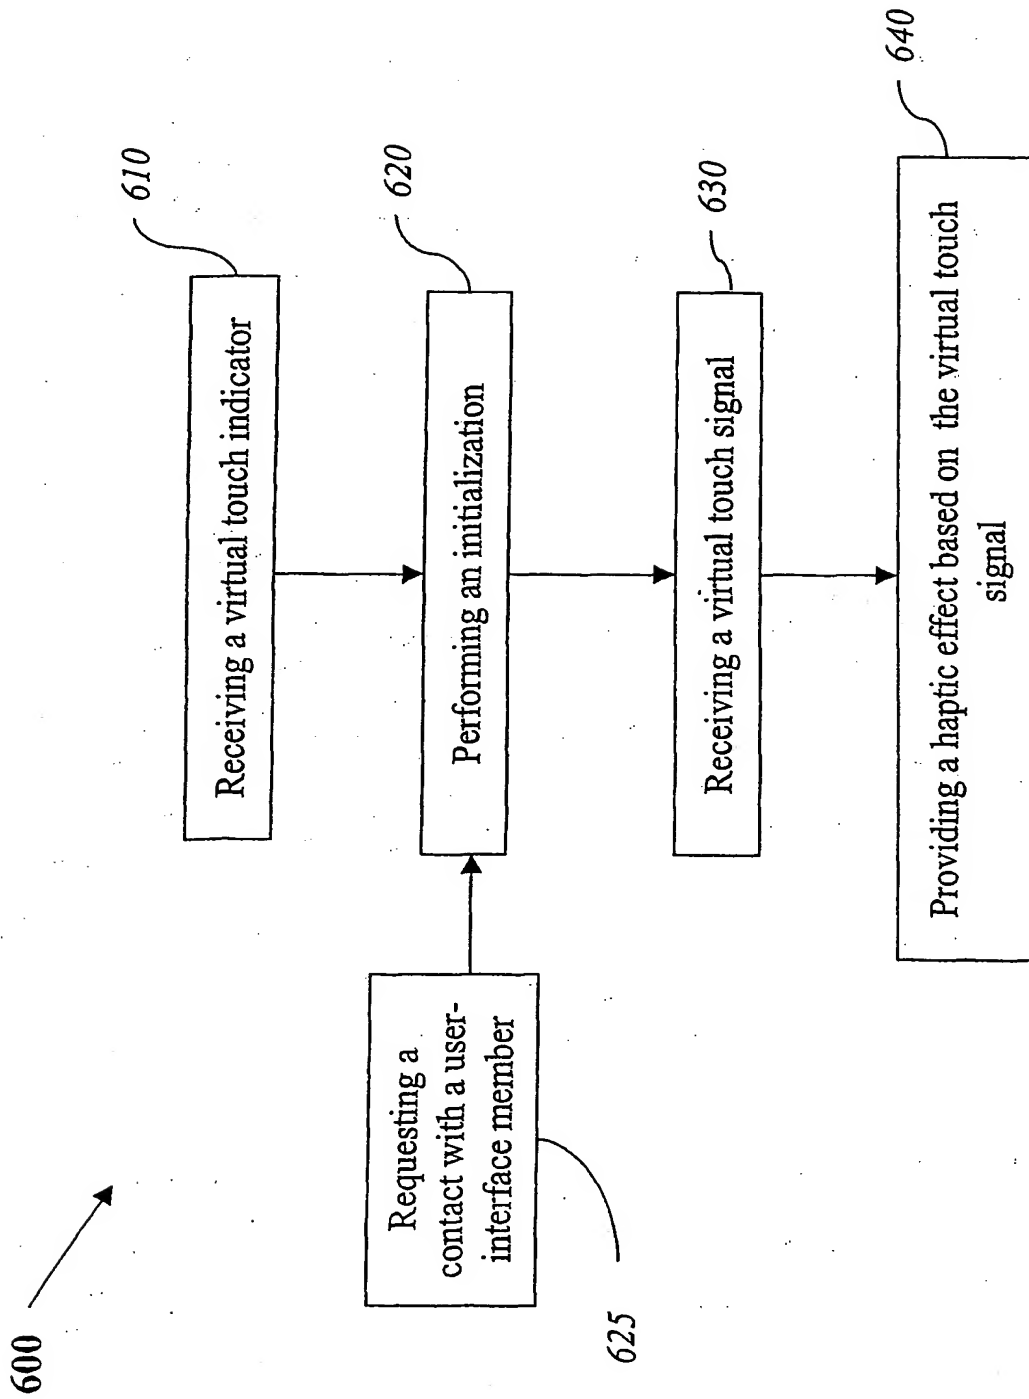 600
Receiving a virtual touch indicator
610
Performing an initialization
620
Requesting a
contact with a user-
interface member
625
Receiving a virtual touch signal
630
Providing a haptic effect based on the virtual touch
signal
640